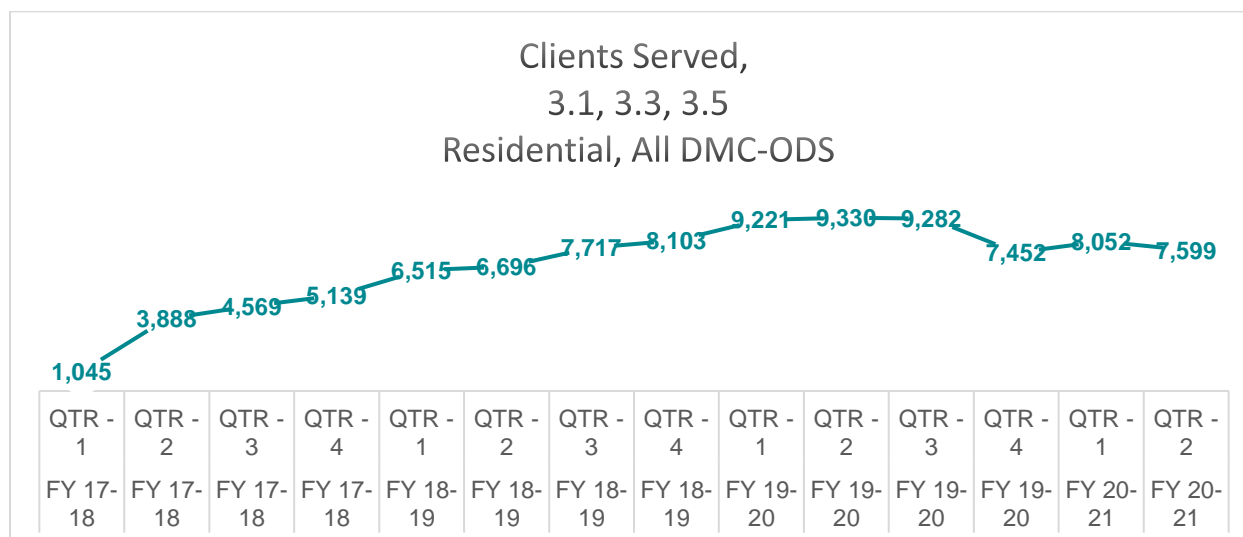 Clients Served,
3.1, 3.3, 3.5
Residential, All DMC-ODS
1,045
3,888
4,569
5,139
6,515
6,696
7,717
8,103
9,221
9,330
9,282
7,452
8,052
7,599
QTR - QTR - QTR - QTR - QTR - QTR - QTR - QTR - QTR - QTR - QTR - QTR - QTR - QTR -
1 2 3 4 1 2 3 4 1 2 3 4 1 2
FY 17- FY 17- FY 17- FY 17- FY 18- FY 18- FY 18- FY 18- FY 19- FY 19- FY 19- FY 19- FY 20- FY 20-
18 18 18 18 19 19 19 19 20 20 20 20 21 21